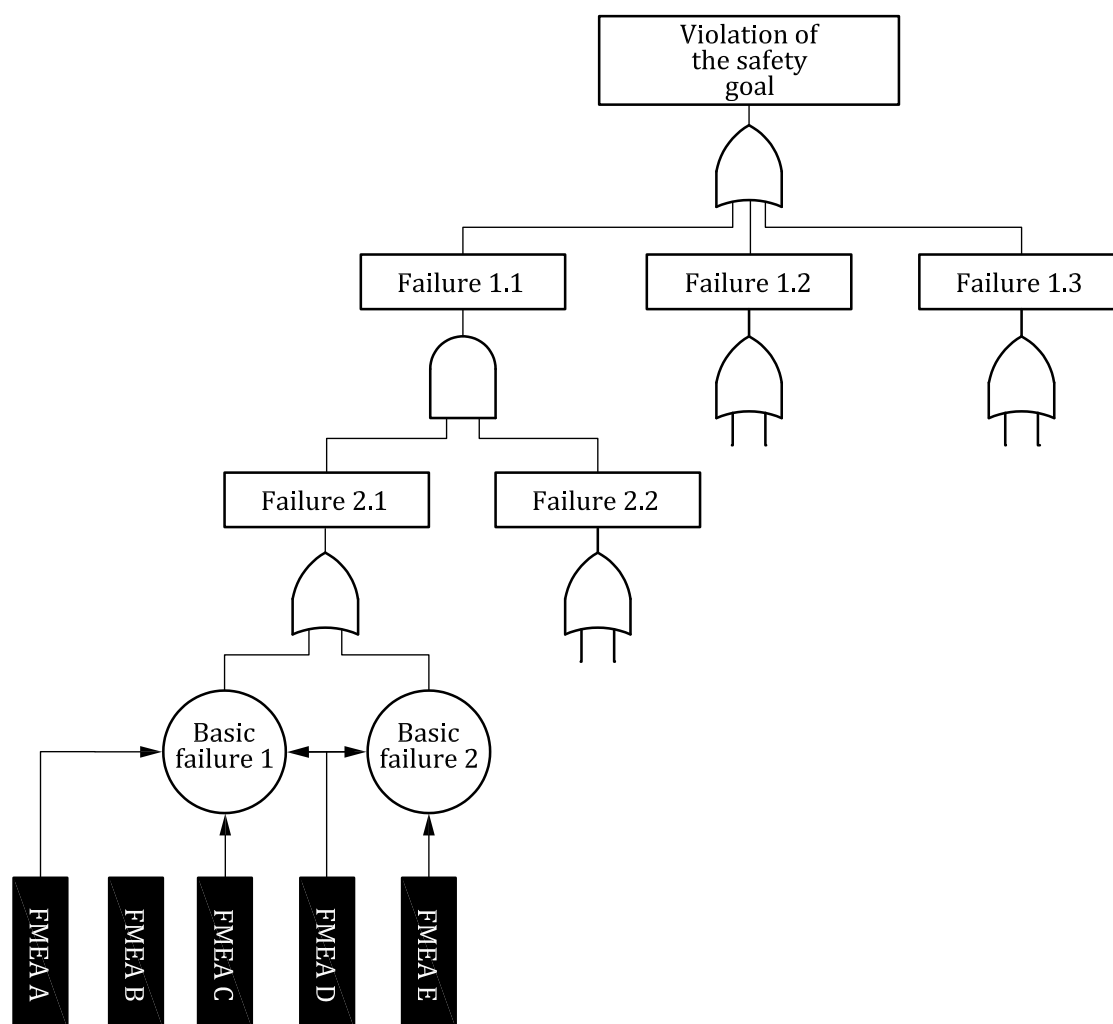 Violation of
the safety
goal
Failure 1.1
Failure 1.2
Failure 1.3
Failure 2.1
Failure 2.2
Basic
failure 1
Basic
failure 2
FMEA A
FMEA B
FMEA C
FMEA D
FMEA E